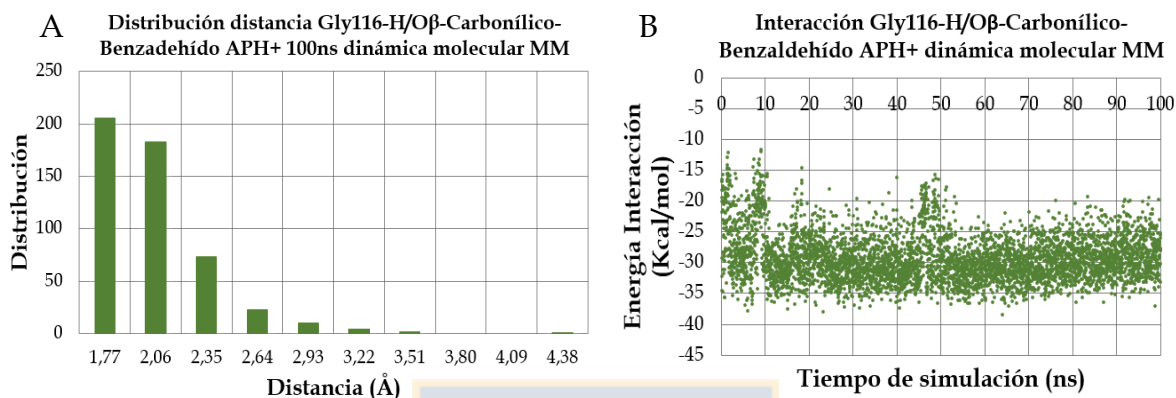 A
Distribución distancia Gly116-H/Oβ-Carbonílico-
Benzadehído APH+ 100ns dinámica molecular MM
250
200
150
100
50
0
Distribución
1,77 2,06 2,35 2,64 2,93 3,22 3,51 3,80 4,09 4,38
Distancia (Å)
B
Interacción Gly116-H/Oβ-Carbonílico-
Benzaldehído APH+ dinámica molecular MM
0
-5
-10
-15
-20
-25
-30
-35
-40
-45
Energía Interacción
(Kcal/mol)
0 10 20 30 40 50 60 70 80 90 100
Tiempo de simulación (ns)